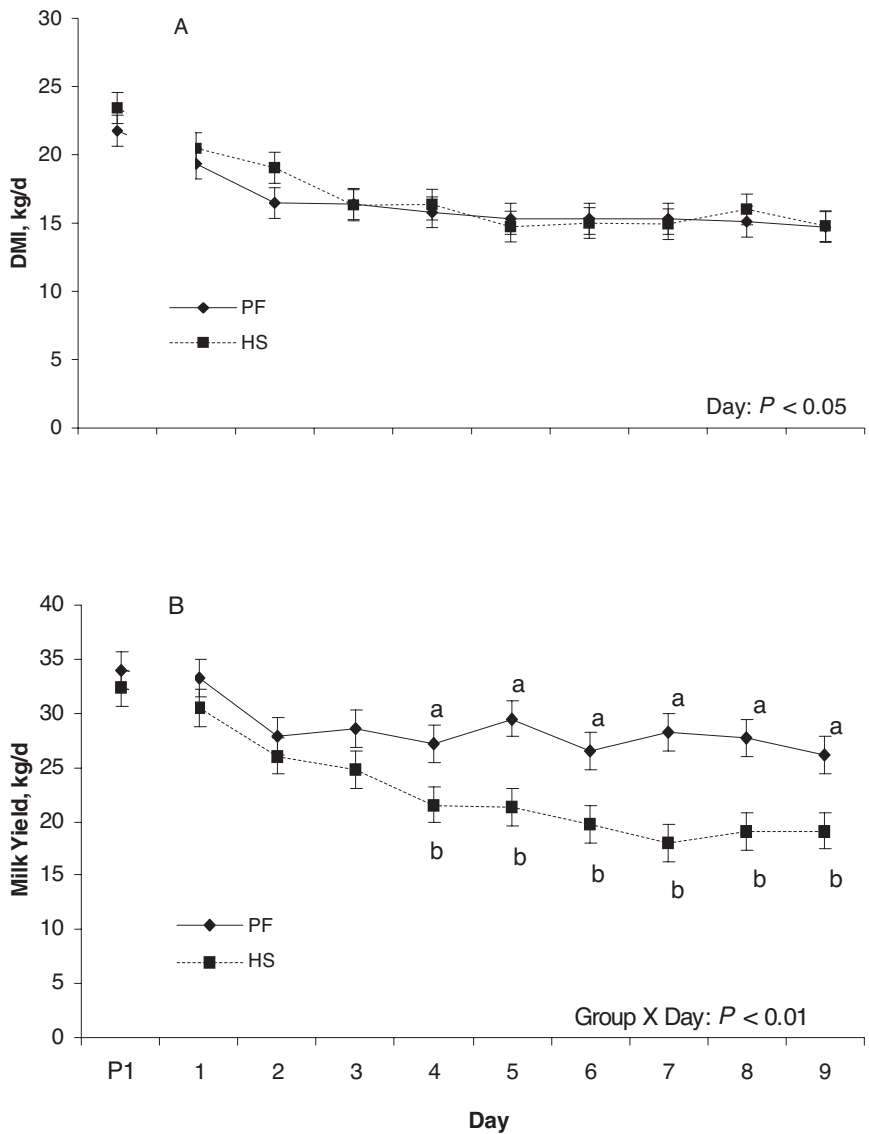 A
30
25
20
15
10
5
0
DMI, kg/d
PF
HS
Day: P < 0.05
B
40
35
30
25
20
15
10
5
0
Milk Yield, kg/d
a a a a a a
b b b b b b
PF
HS
Group X Day: P < 0.01
P1 1 2 3 4 5 6 7 8 9
Day